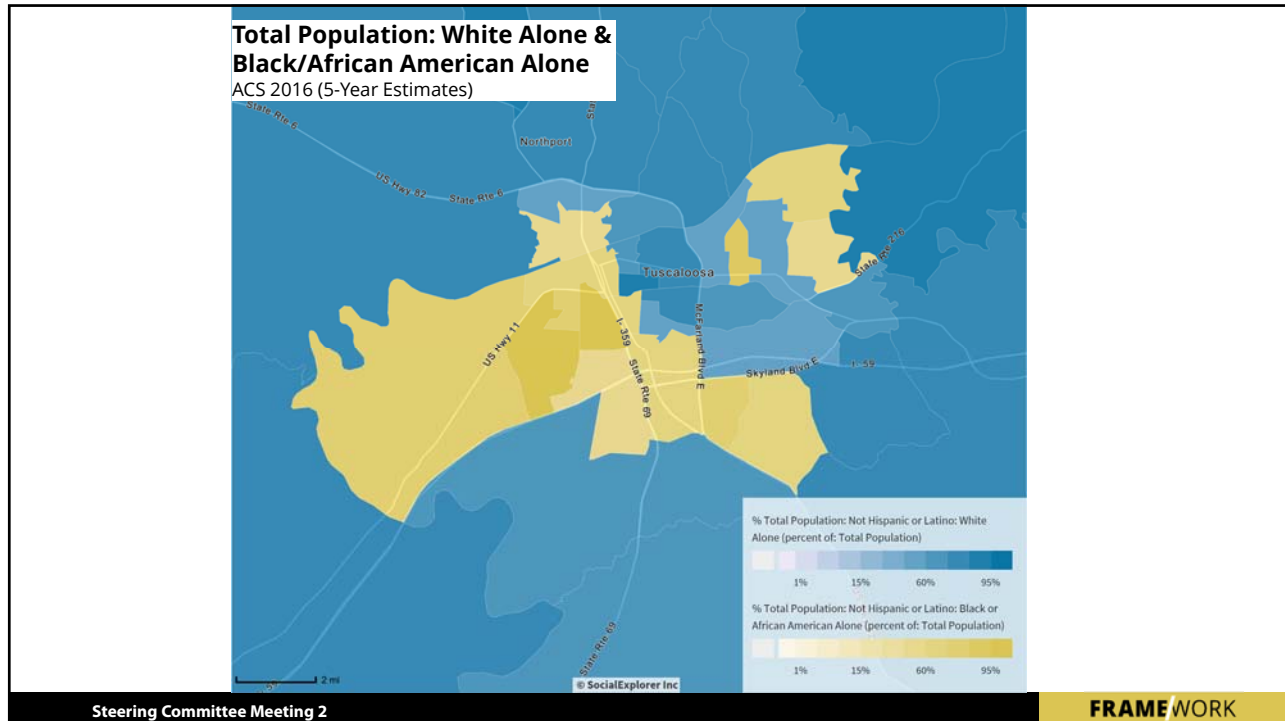 Total Population: White Alone &
Black/African American Alone
ACS 2016 (5-Year Estimates)
State Rte 6
Sta
Northport
US Hwy 82
State Rte 6
State Rte 216
Tuscaloosa
US Hwy 11
I- 359
McFarland Blvd E
State Rte 69
Skyland Blvd E
I- 59
% Total Population: Not Hispanic or Latino: White
Alone (percent of: Total Population)
1% 15% 60% 95%
% Total Population: Not Hispanic or Latino: Black or
African American Alone (percent of: Total Population)
1% 15% 60% 95%
State Rte 69
2 mi
© SocialExplorer Inc
Steering Committee Meeting 2
FRAMEWORK